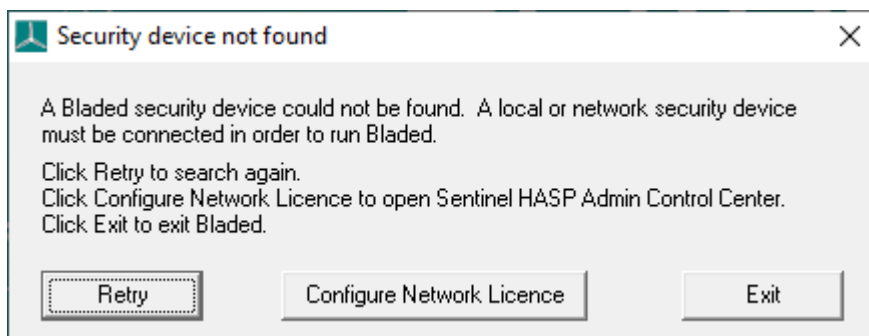 Security device not found
A Bladed security device could not be found.  A local or network security device
must be connected in order to run Bladed.
Click Retry to search again.
Click Configure Network Licence to open Sentinel HASP Admin Control Center.
Click Exit to exit Bladed.
Retry
Configure Network Licence
Exit